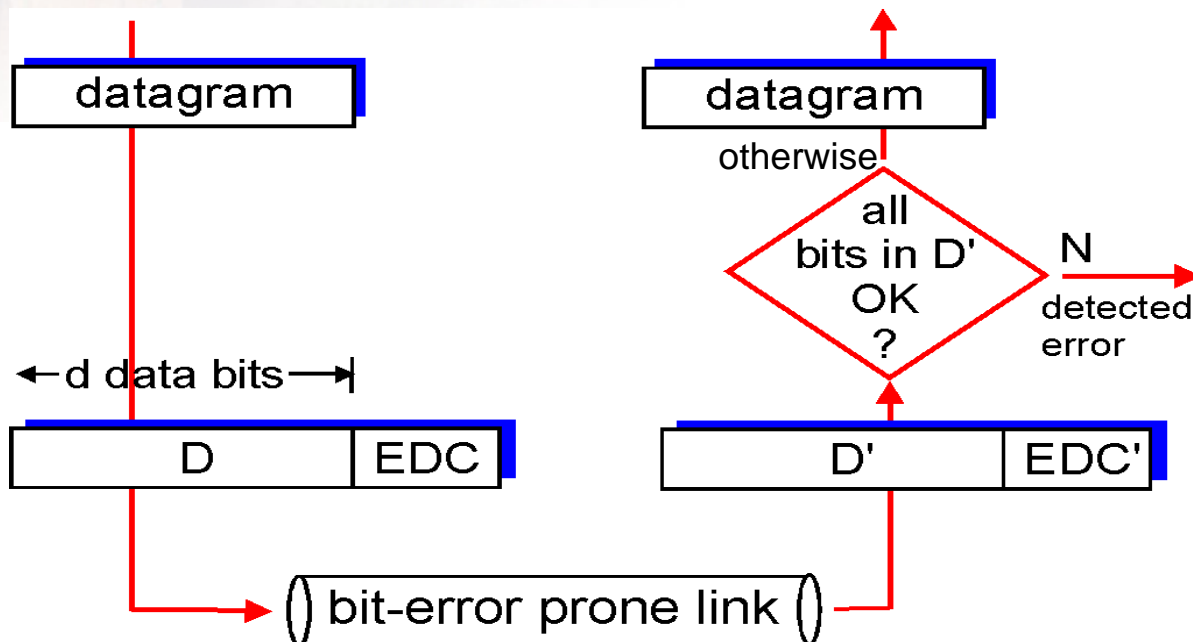 datagram
d data bits
D
EDC
bit-error prone link
D'
EDC'
all
bits in D'
OK
?
N
detected
error
otherwise
datagram